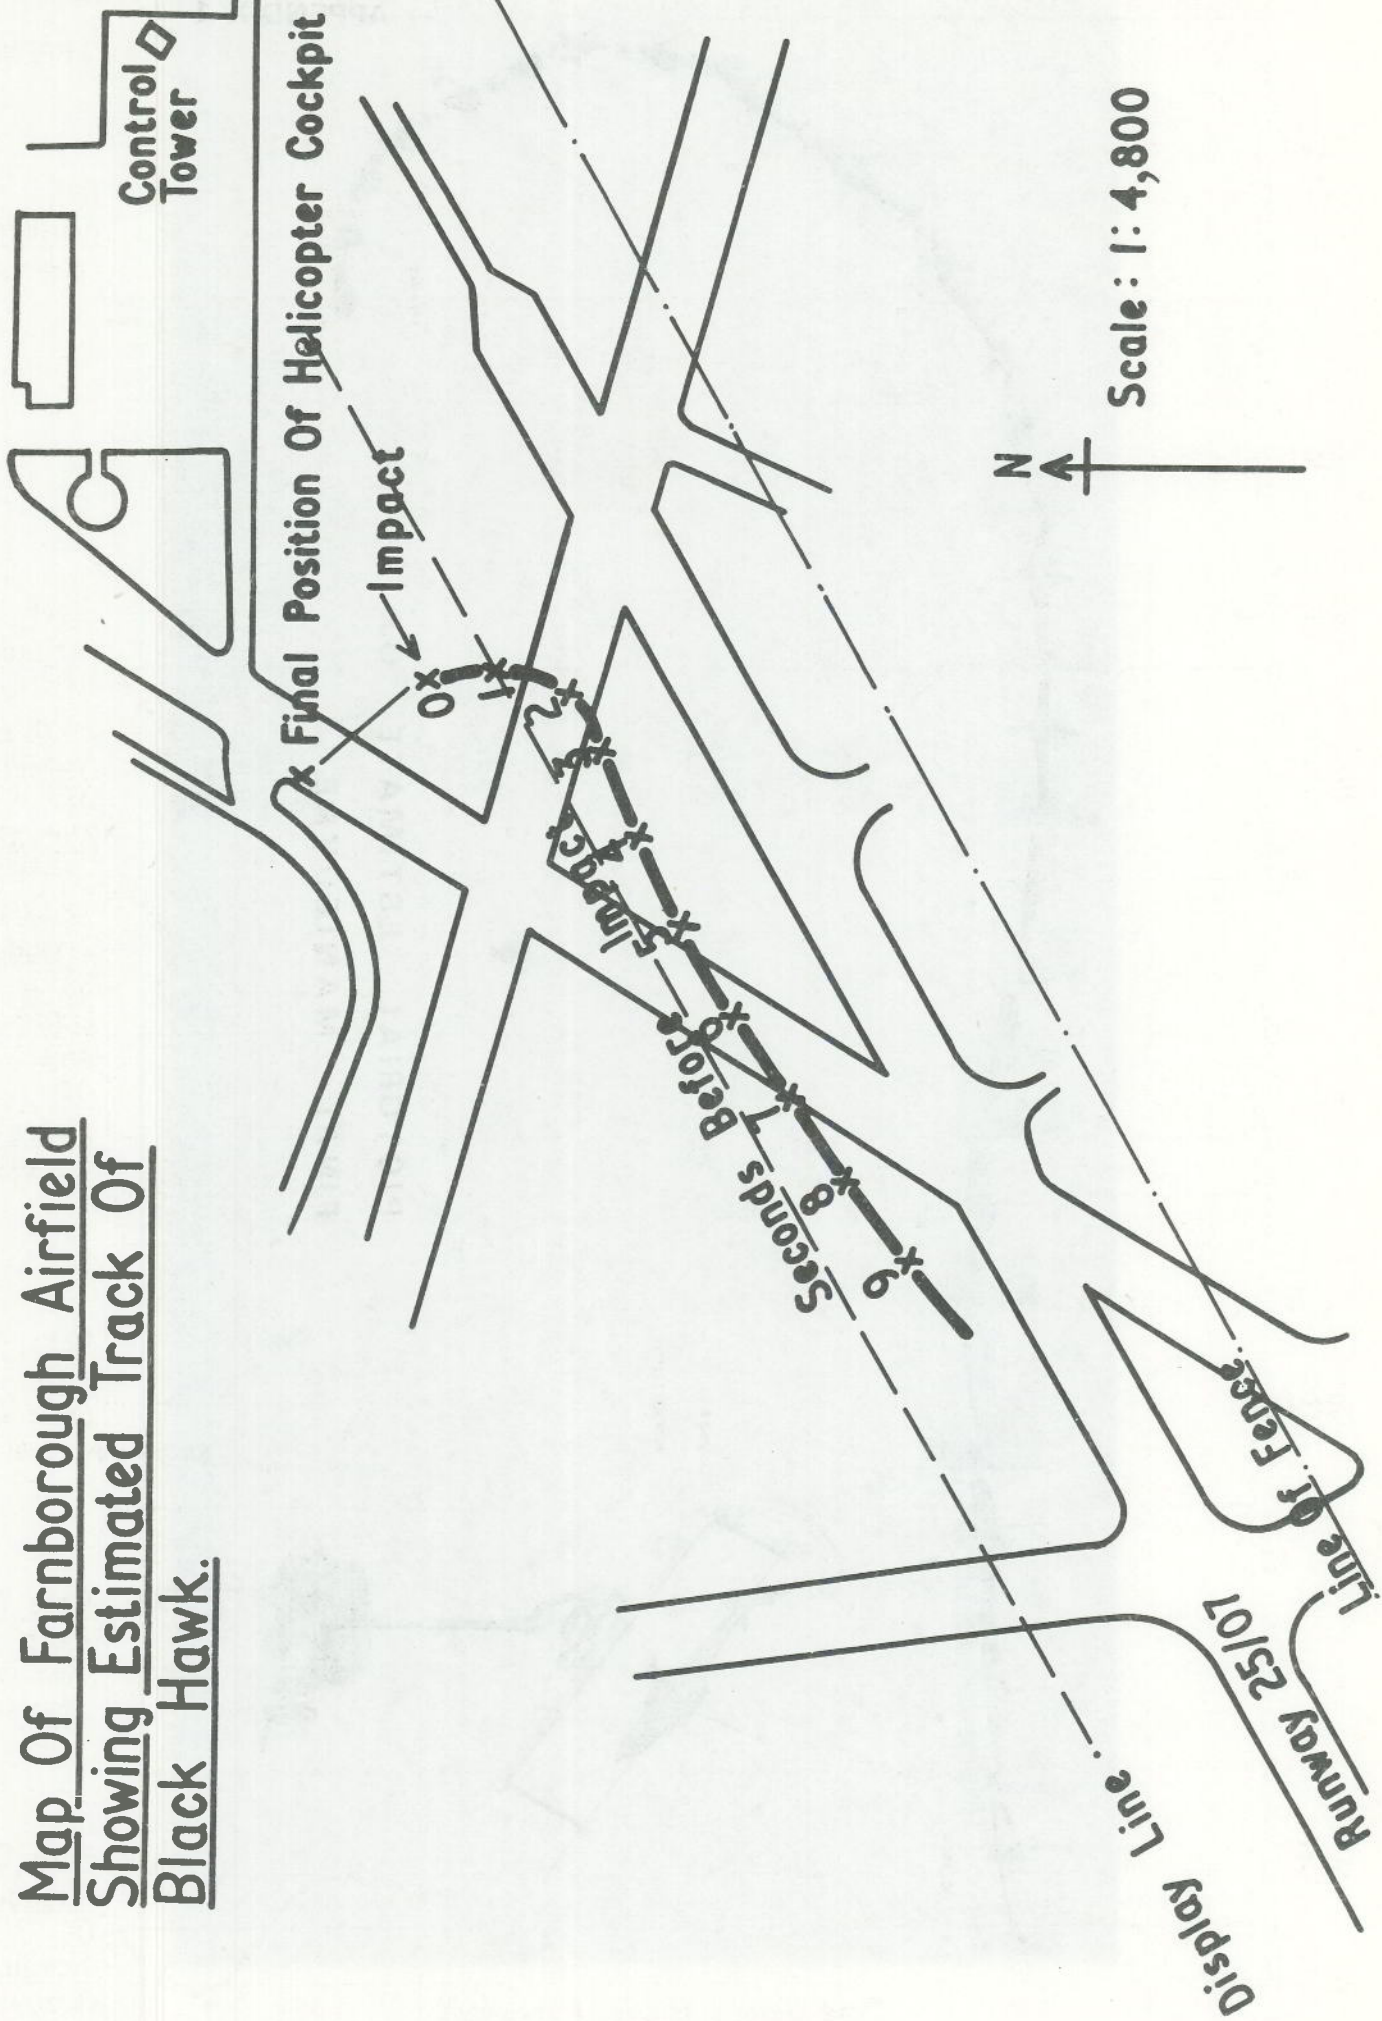 Map Of Farnborough Airfield
Showing Estimated Track Of
Black Hawk.
Control
Tower
Final Position Of Helicopter Cockpit
Impact
0
1
2
3
4
5
6
7
8
9
Seconds Before Impact
N
Scale: 1:4,800
Display Line
Runway 25/07
Line Of Fence